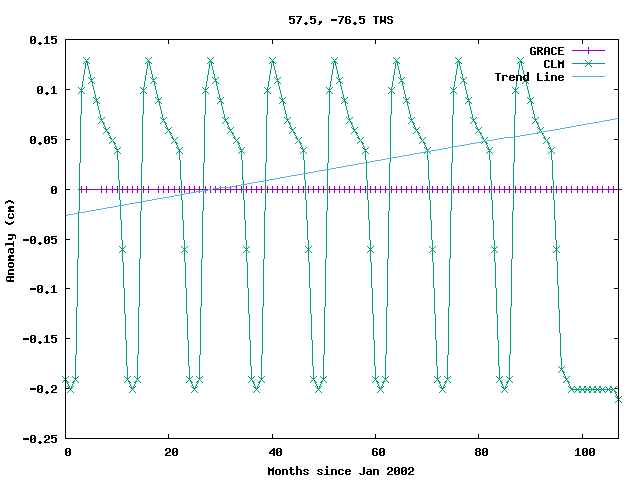 57.5, -76.5 TWS
0.15
0.1
0.05
0
-0.05
-0.1
-0.15
-0.2
-0.25
Anomaly (cm)
GRACE
CLM
Trend Line
0 20 40 60 80 100
Months since Jan 2002